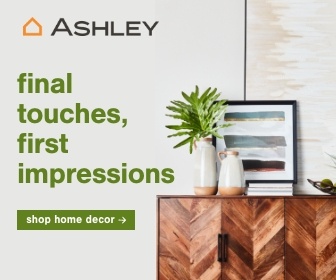 ASHLEY
final
touches,
first
impressions
shop home decor →